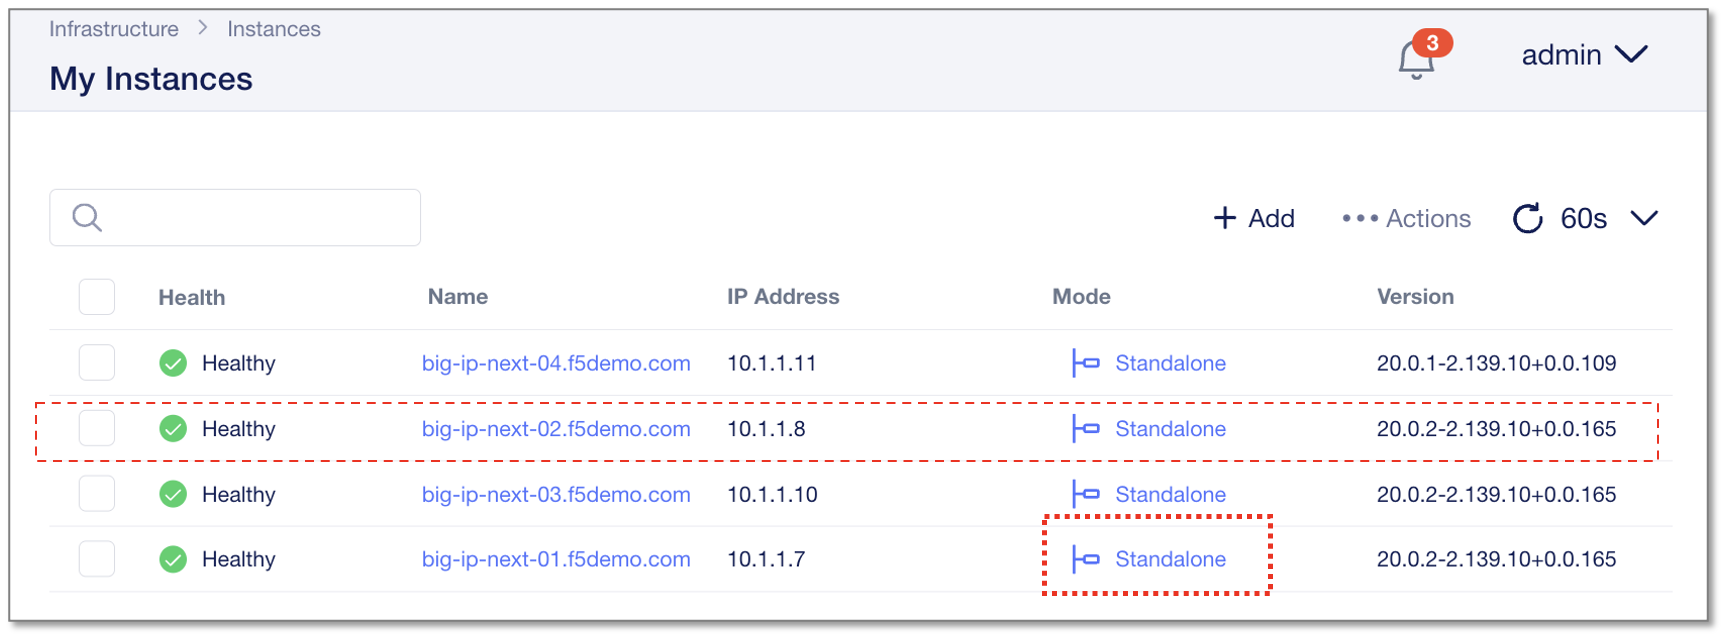 Infrastructure > Instances
My Instances
3
admin
+ Add
••• Actions
60s
Health Name IP Address Mode Version
Healthy big-ip-next-04.f5demo.com 10.1.1.11 Standalone 20.0.1-2.139.10+0.0.109
Healthy big-ip-next-02.f5demo.com 10.1.1.8 Standalone 20.0.2-2.139.10+0.0.165
Healthy big-ip-next-03.f5demo.com 10.1.1.10 Standalone 20.0.2-2.139.10+0.0.165
Healthy big-ip-next-01.f5demo.com 10.1.1.7 Standalone 20.0.2-2.139.10+0.0.165